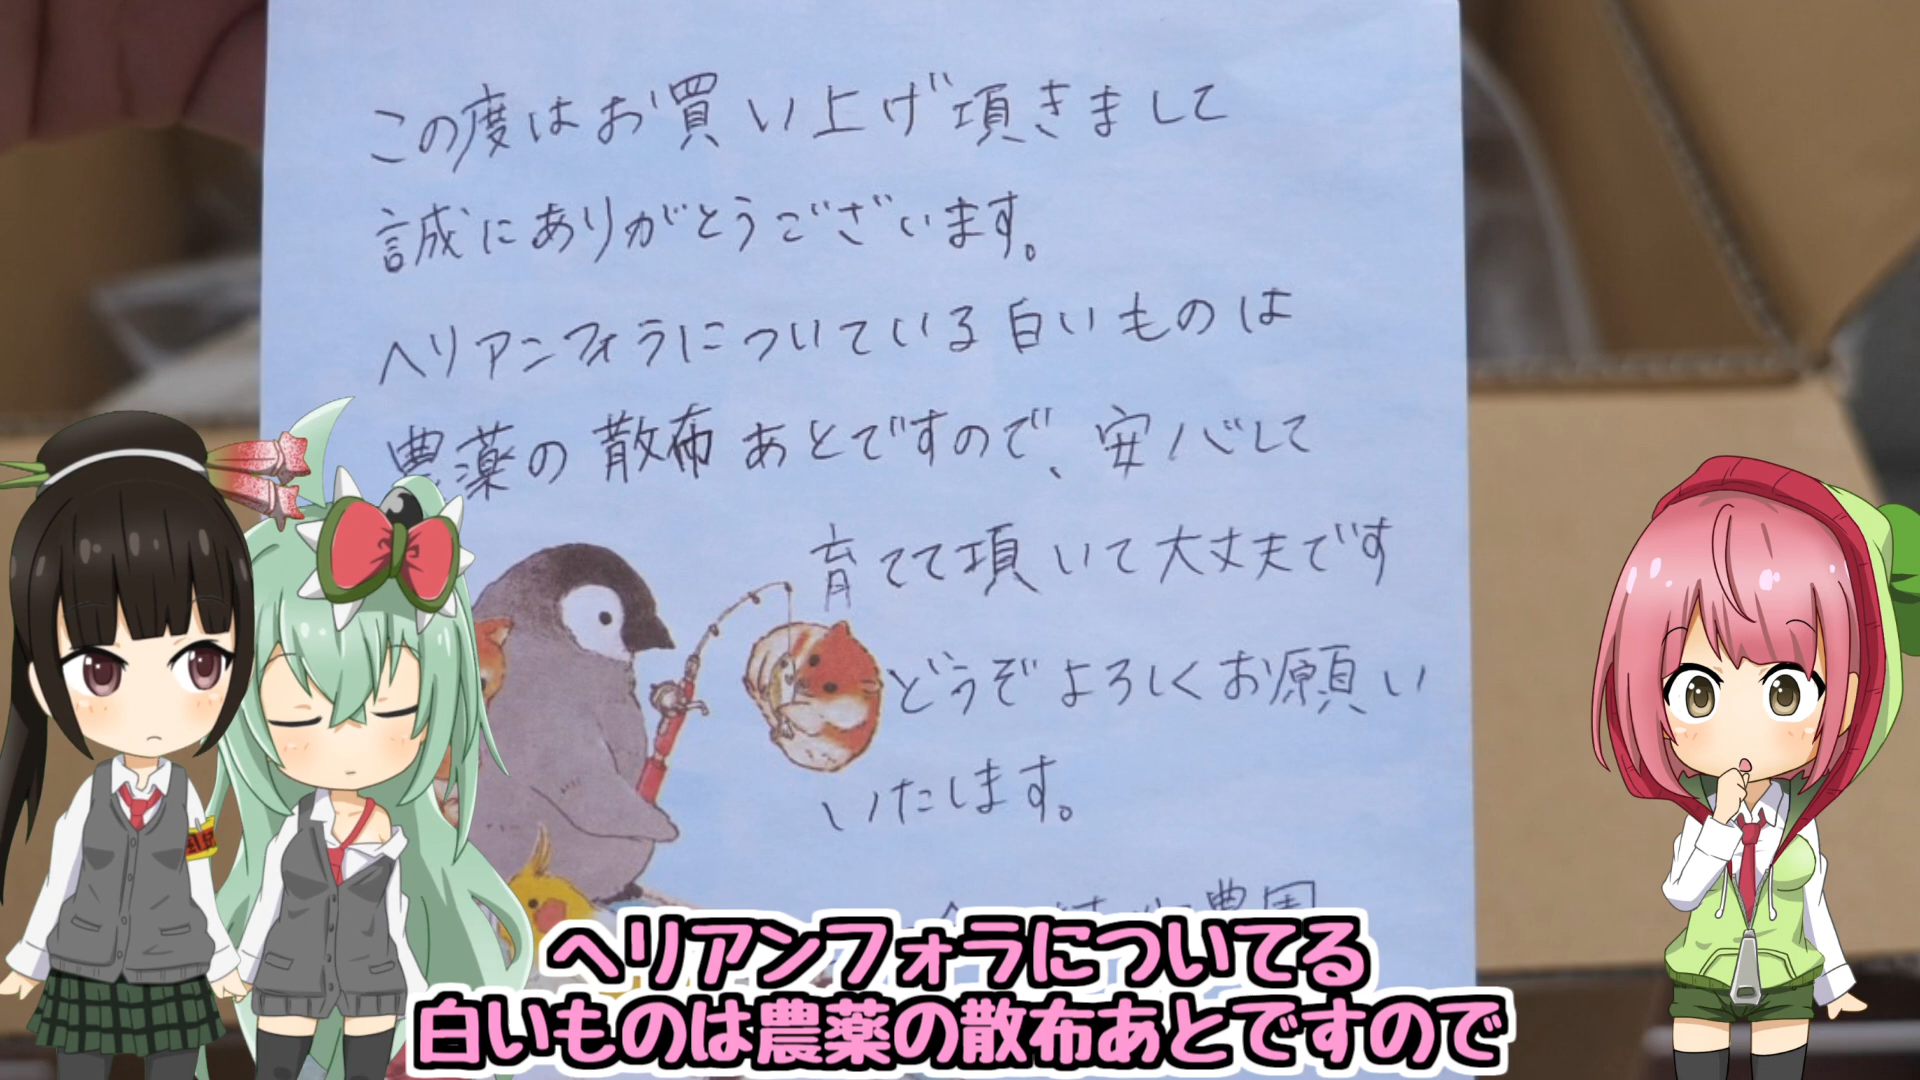 この度はお買い上げ頂きまして
誠にありがとうございます。
ヘリアンフォラについている白いものは
農薬の散布あとですので、安心して
育てて頂いて大丈夫です
どうぞよろしくお願い
いたします。
農園
ヘリアンフォラについてる
白いものは農薬の散布あとですので